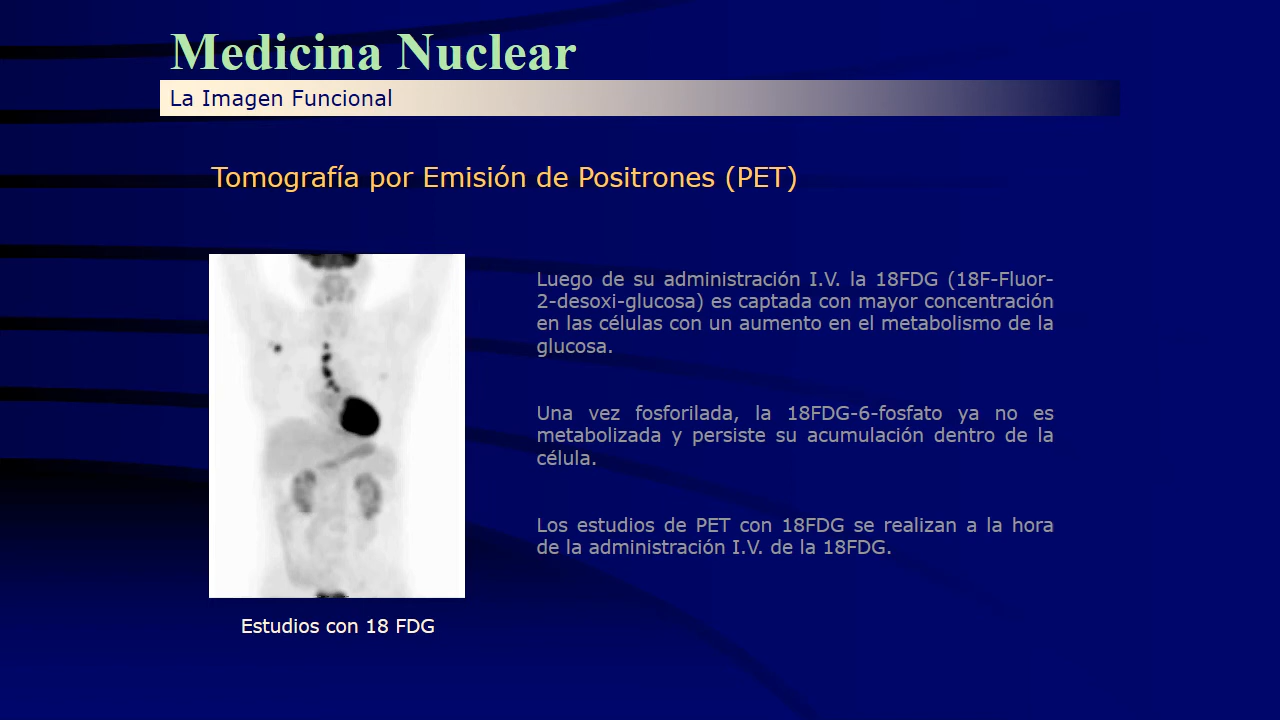 Medicina Nuclear
La Imagen Funcional
Tomografía por Emisión de Positrones (PET)
Luego de su administración I.V. la 18FDG (18F-Fluor-
2-desoxi-glucosa) es captada con mayor concentración
en las células con un aumento en el metabolismo de la
glucosa.
Una vez fosforilada, la 18FDG-6-fosfato ya no es
metabolizada y persiste su acumulación dentro de la
célula.
Los estudios de PET con 18FDG se realizan a la hora
de la administración I.V. de la 18FDG.
Estudios con 18 FDG